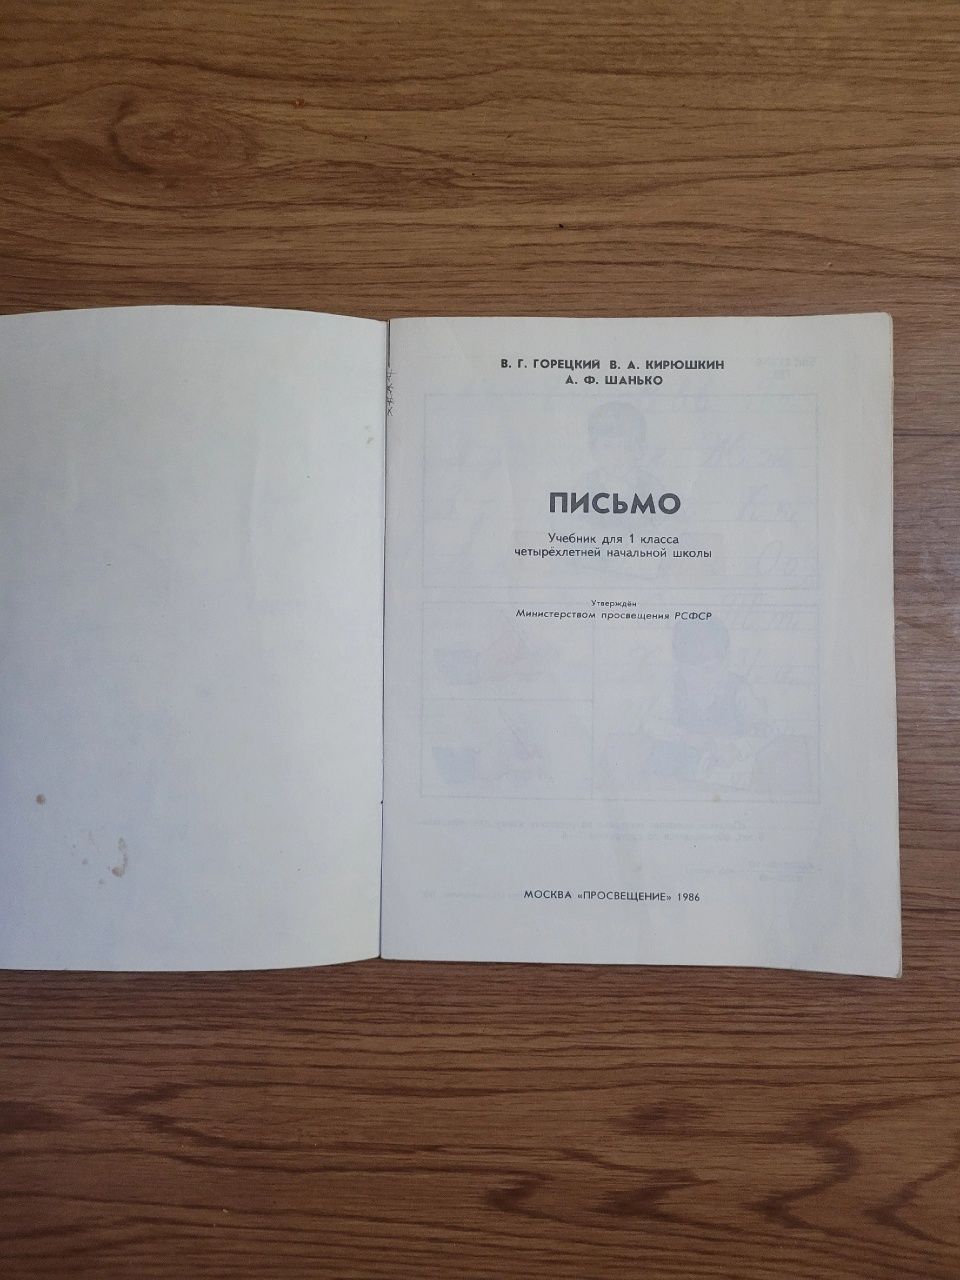 В. Г. ГОРЕЦКИЙ В. А. КИРЮШКИН
А. Ф. ШАНЬКО
ПИСЬМО
Учебник для 1 класса
четырёхлетней начальной школы
Утверждён
Министерством просвещения РСФСР
МОСКВА «ПРОСВЕЩЕНИЕ» 1986